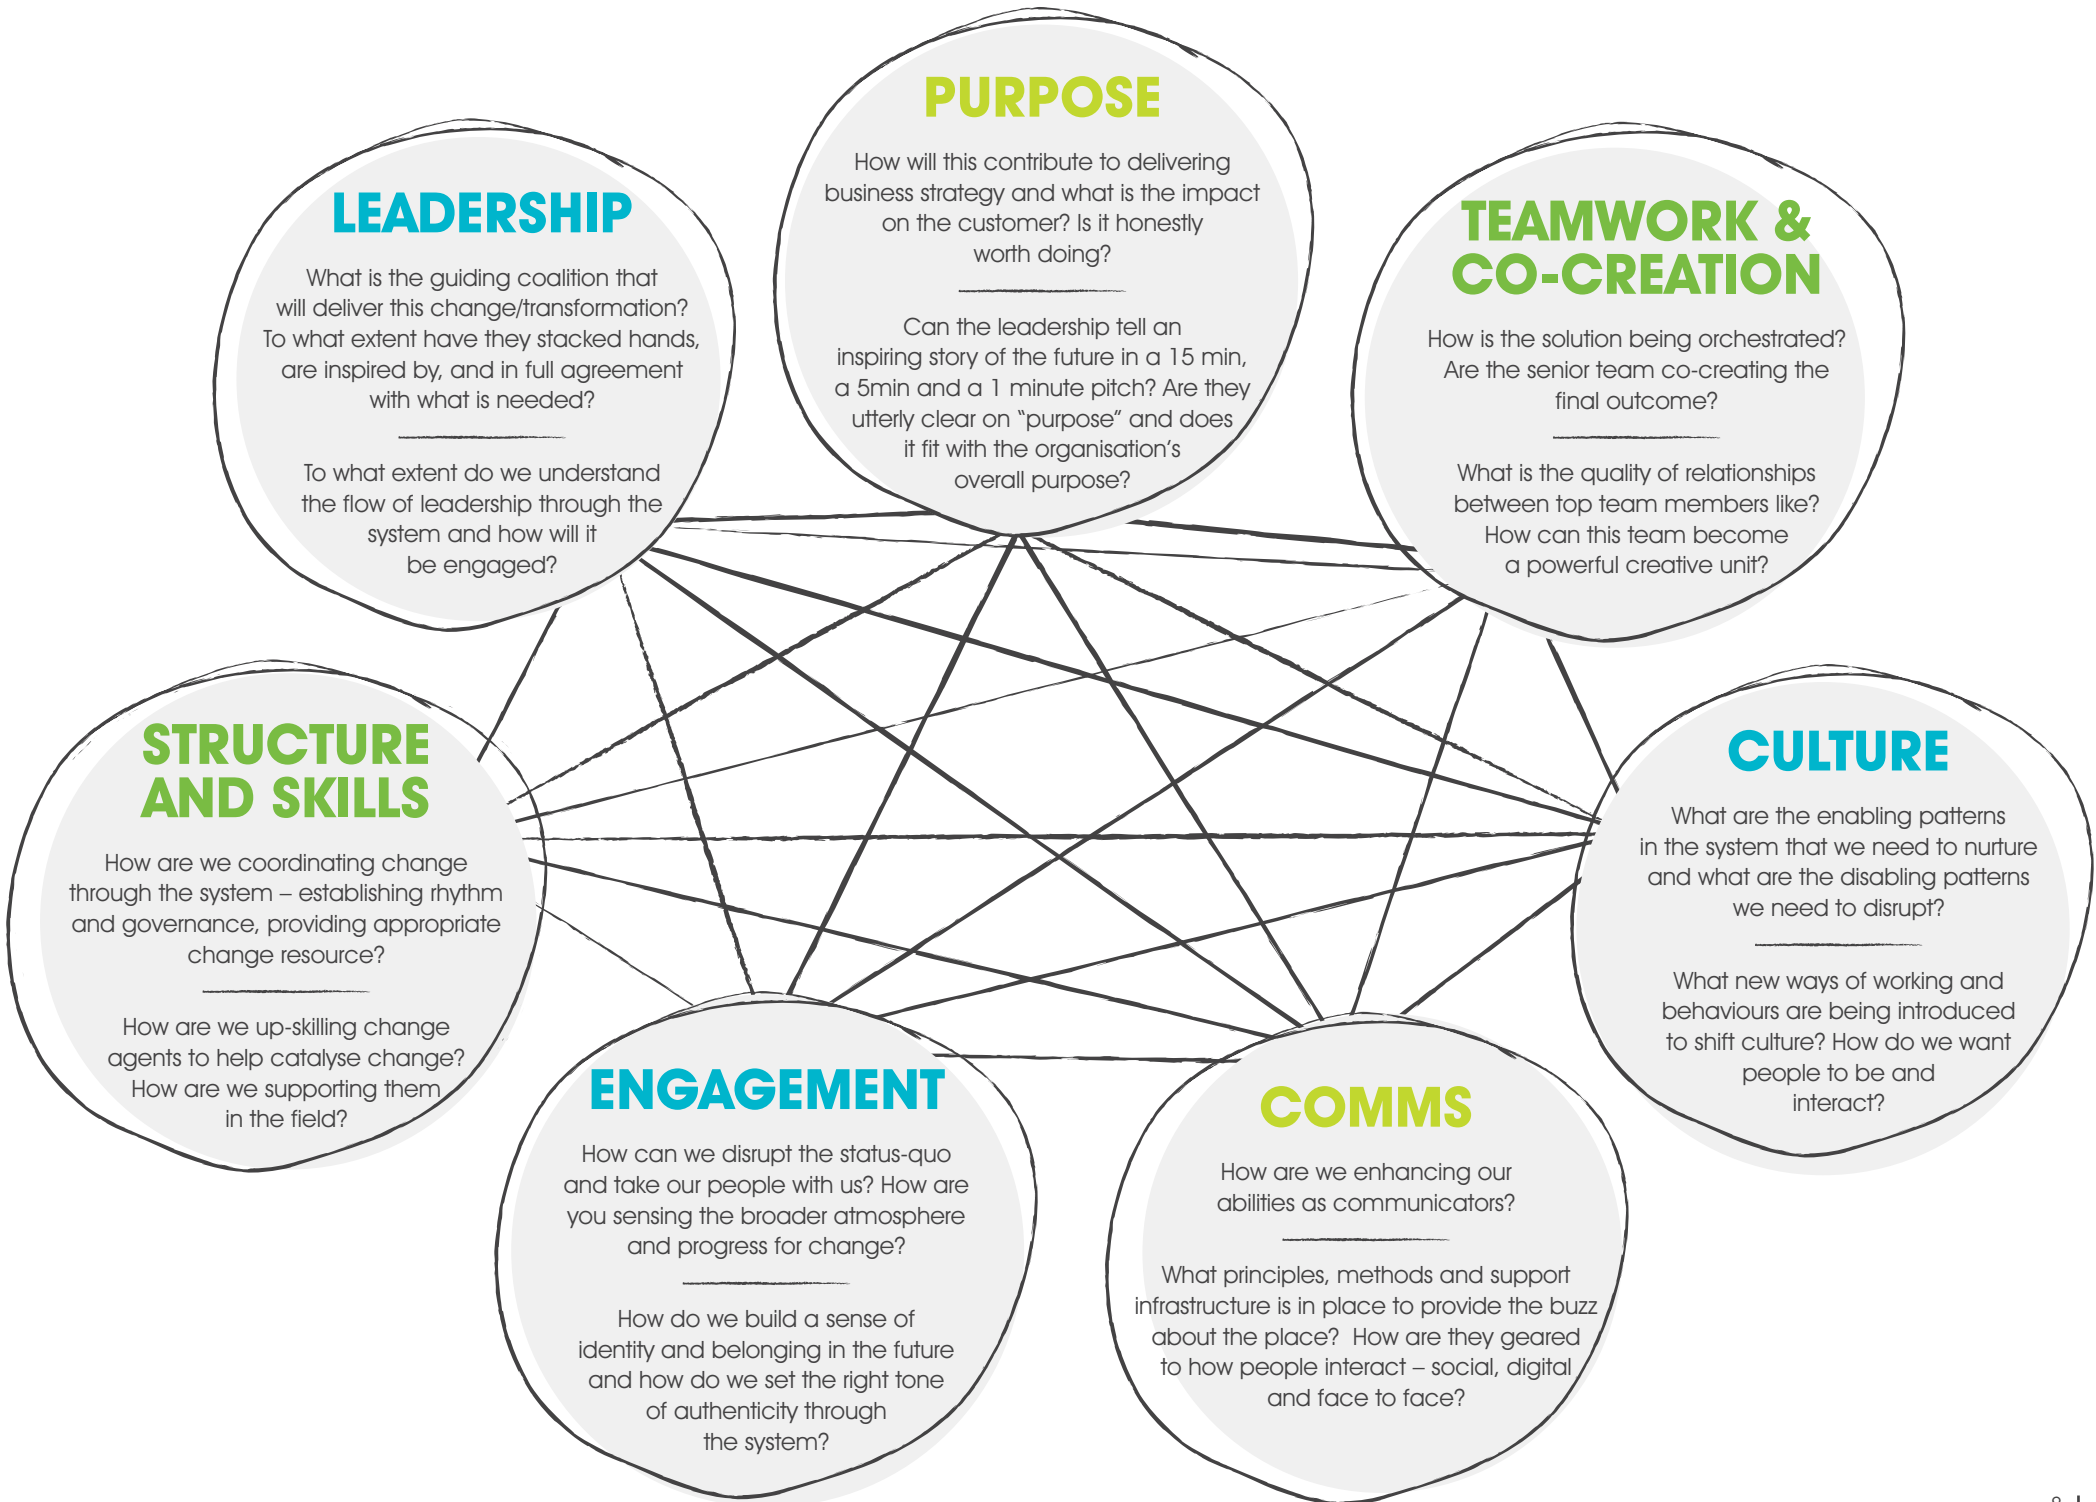 PURPOSE
How will this contribute to delivering
business strategy and what is the impact
on the customer? Is it honestly
worth doing?
Can the leadership tell an
inspiring story of the future in a 15 min,
a 5min and a 1 minute pitch? Are they
utterly clear on “purpose” and does
it fit with the organisation’s
overall purpose?
LEADERSHIP
What is the guiding coalition that
will deliver this change/transformation?
To what extent have they stacked hands,
are inspired by, and in full agreement
with what is needed?
To what extent do we understand
the flow of leadership through the
system and how will it
be engaged?
TEAMWORK &
CO-CREATION
How is the solution being orchestrated?
Are the senior team co-creating the
final outcome?
What is the quality of relationships
between top team members like?
How can this team become
a powerful creative unit?
STRUCTURE
AND SKILLS
How are we coordinating change
through the system – establishing rhythm
and governance, providing appropriate
change resource?
How are we up-skilling change
agents to help catalyse change?
How are we supporting them
in the field?
CULTURE
What are the enabling patterns
in the system that we need to nurture
and what are the disabling patterns
we need to disrupt?
What new ways of working and
behaviours are being introduced
to shift culture? How do we want
people to be and
interact?
ENGAGEMENT
How can we disrupt the status-quo
and take our people with us? How are
you sensing the broader atmosphere
and progress for change?
How do we build a sense of
identity and belonging in the future
and how do we set the right tone
of authenticity through
the system?
COMMS
How are we enhancing our
abilities as communicators?
What principles, methods and support
infrastructure is in place to provide the buzz
about the place?  How are they geared
to how people interact – social, digital
and face to face?